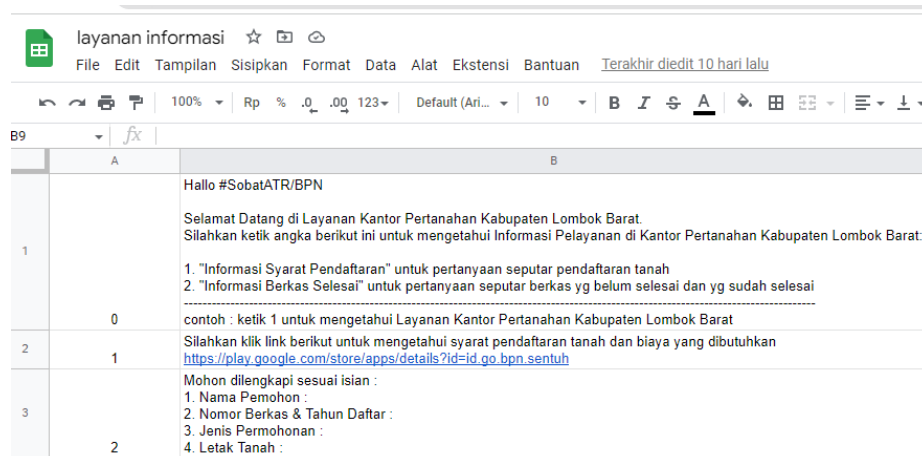 layanan informasi
File Edit Tampilan Sisipkan Format Data Alat Ekstensi Bantuan Terakhir diedit 10 hari lalu
100% Rp % .0 .00 123 Default (Ari... 10 B I S A
B9 fx
A B
1
Hallo #SobatATR/BPN
Selamat Datang di Layanan Kantor Pertanahan Kabupaten Lombok Barat.
Silahkan ketik angka berikut ini untuk mengetahui Informasi Pelayanan di Kantor Pertanahan Kabupaten Lombok Barat:
1. "Informasi Syarat Pendaftaran" untuk pertanyaan seputar pendaftaran tanah
2. "Informasi Berkas Selesai" untuk pertanyaan seputar berkas yg belum selesai dan yg sudah selesai
0 contoh : ketik 1 untuk mengetahui Layanan Kantor Pertanahan Kabupaten Lombok Barat
2
Silahkan klik link berikut untuk mengetahui syarat pendaftaran tanah dan biaya yang dibutuhkan
1 https://play.google.com/store/apps/details?id=id.go.bpn.sentuh
3
Mohon dilengkapi sesuai isian :
1. Nama Pemohon :
2. Nomor Berkas & Tahun Daftar :
3. Jenis Permohonan :
2 4. Letak Tanah :